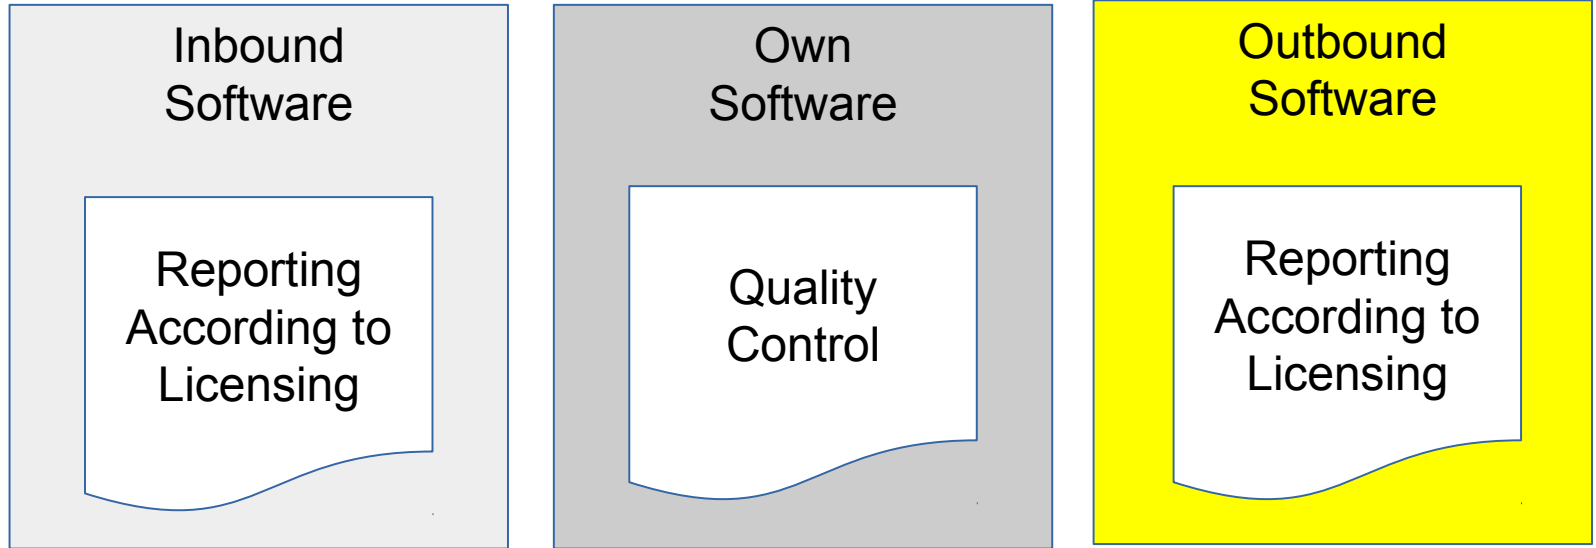 Inbound
Software
Reporting
According to
Licensing
Own
Software
Quality
Control
Outbound
Software
Reporting
According to
Licensing